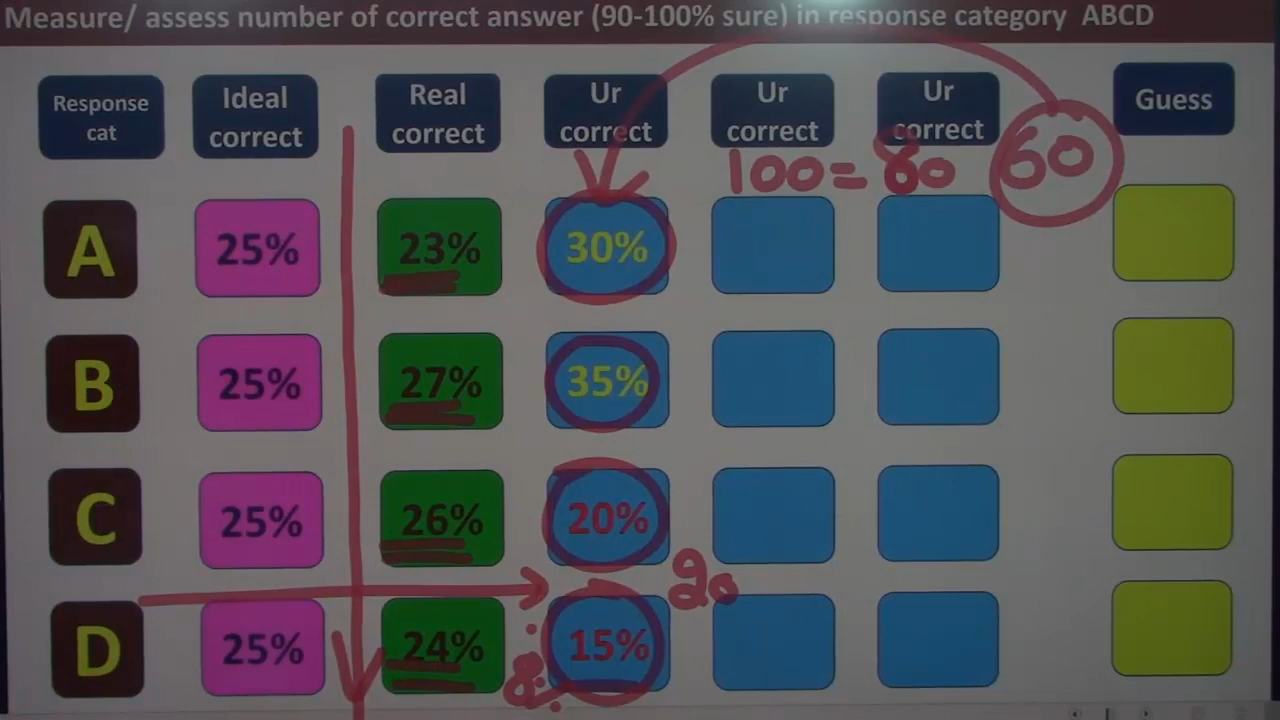 Measure/ assess number of correct answer (90-100% sure) in response category ABCD
Response cat
Ideal correct
Real correct
Ur correct
Ur correct
Ur correct
Guess
100=80
60
A 25% 23% 30%
B 25% 27% 35%
C 25% 26% 20%
20
D 25% 24% 15%